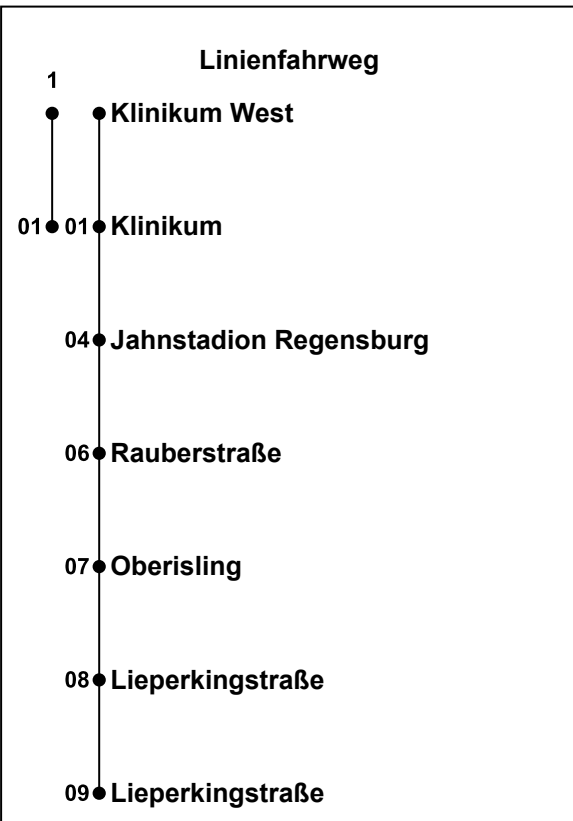 Linienfahrweg
1
Klinikum West
01 01 Klinikum
04 Jahnstadion Regensburg
06 Rauberstraße
07 Oberisling
08 Lieperkingstraße
09 Lieperkingstraße